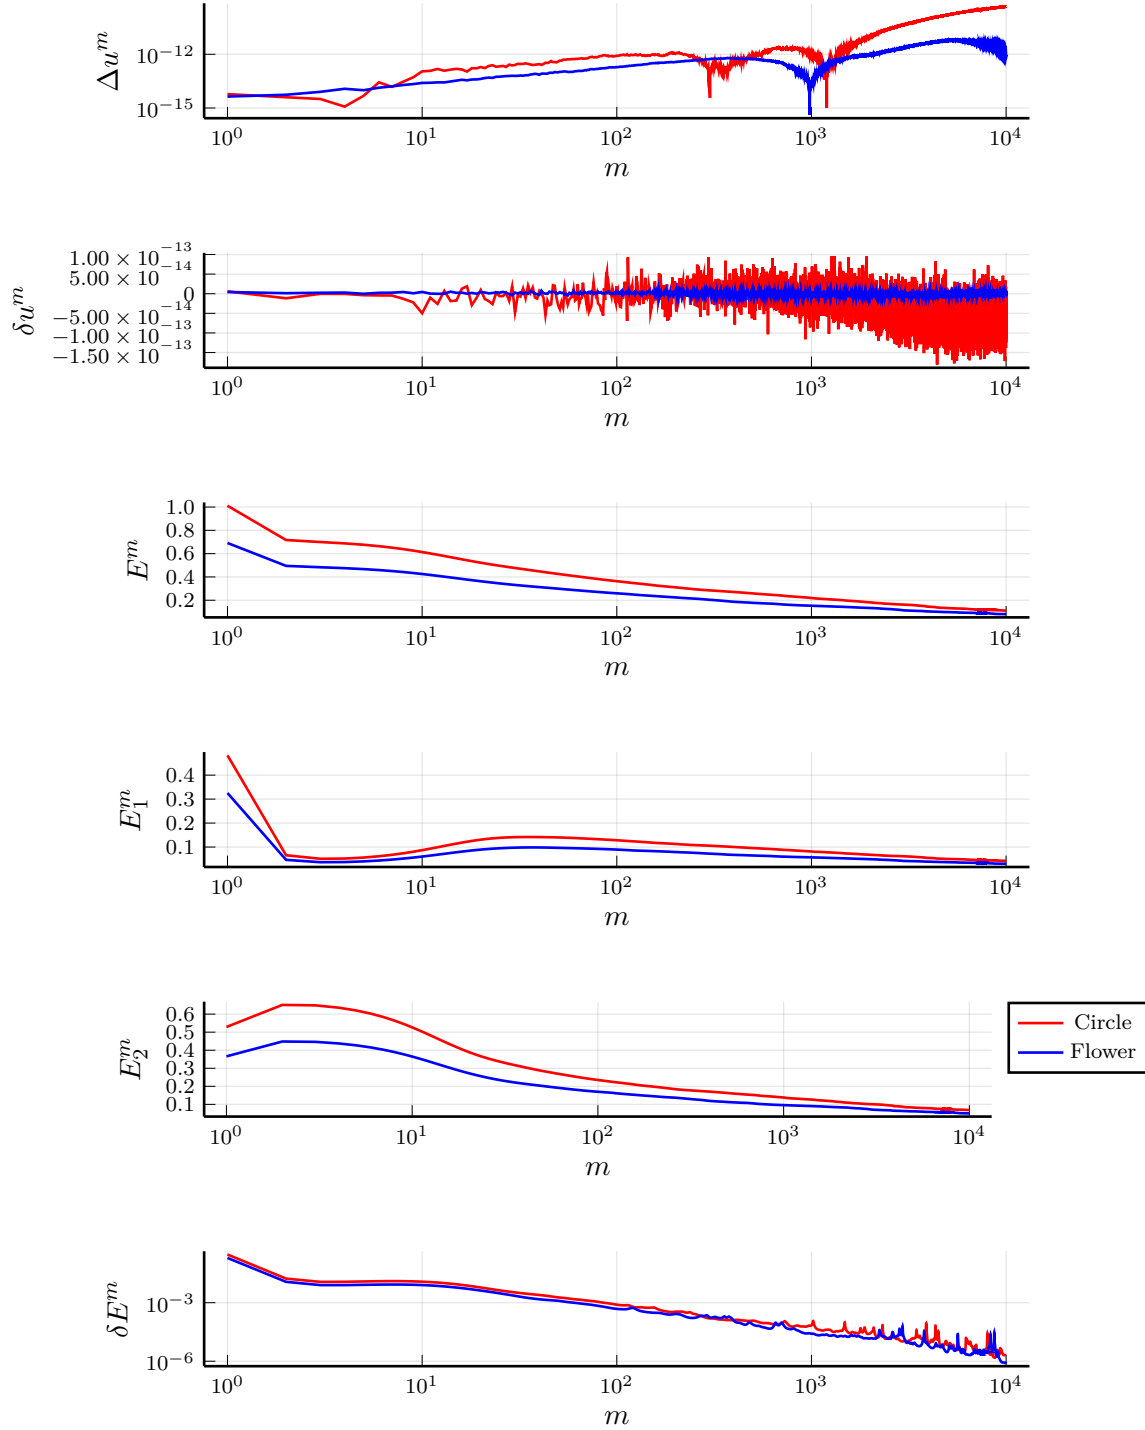 Δu^m
10^−12
10^−15
10^0 10^1 10^2 10^3 10^4
m
δu^m
1.00 × 10^−13
5.00 × 10^−14
0
−5.00 × 10^−14
−1.00 × 10^−13
−1.50 × 10^−13
10^0 10^1 10^2 10^3 10^4
m
E^m
1.0
0.8
0.6
0.4
0.2
10^0 10^1 10^2 10^3 10^4
m
E_1^m
0.4
0.3
0.2
0.1
10^0 10^1 10^2 10^3 10^4
m
E_2^m
0.6
0.5
0.4
0.3
0.2
0.1
10^0 10^1 10^2 10^3 10^4
m
Circle
Flower
δE^m
10^−3
10^−6
10^0 10^1 10^2 10^3 10^4
m